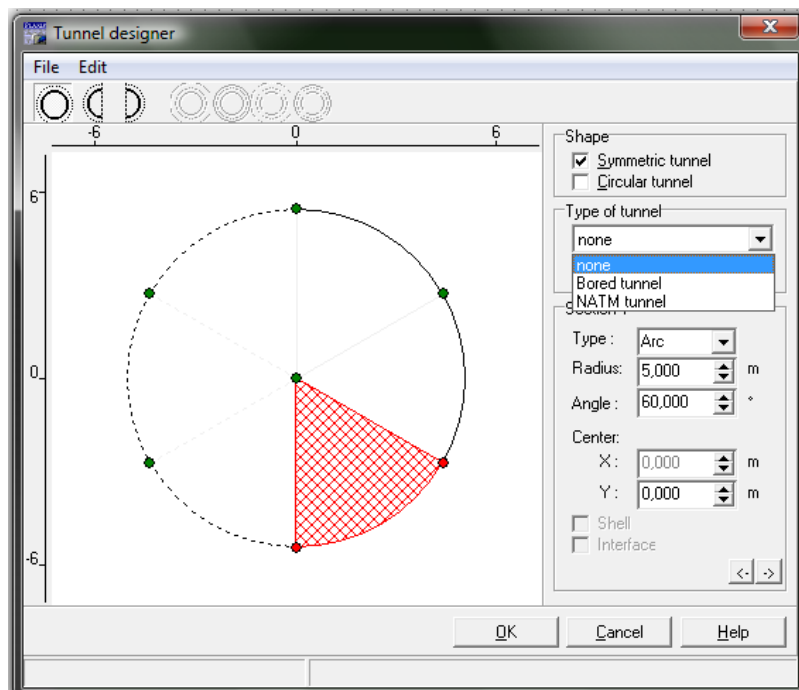 Tunnel designer
File Edit
-6 0 6
6
0
-6
Shape
Symmetric tunnel
Circular tunnel
Type of tunnel
none
none
Bored tunnel
NATM tunnel
Type : Arc
Radius: 5,000 m
Angle : 60,000 °
Center:
X : 0,000 m
Y : 0,000 m
Shell
Interface
<- ->
OK Cancel Help